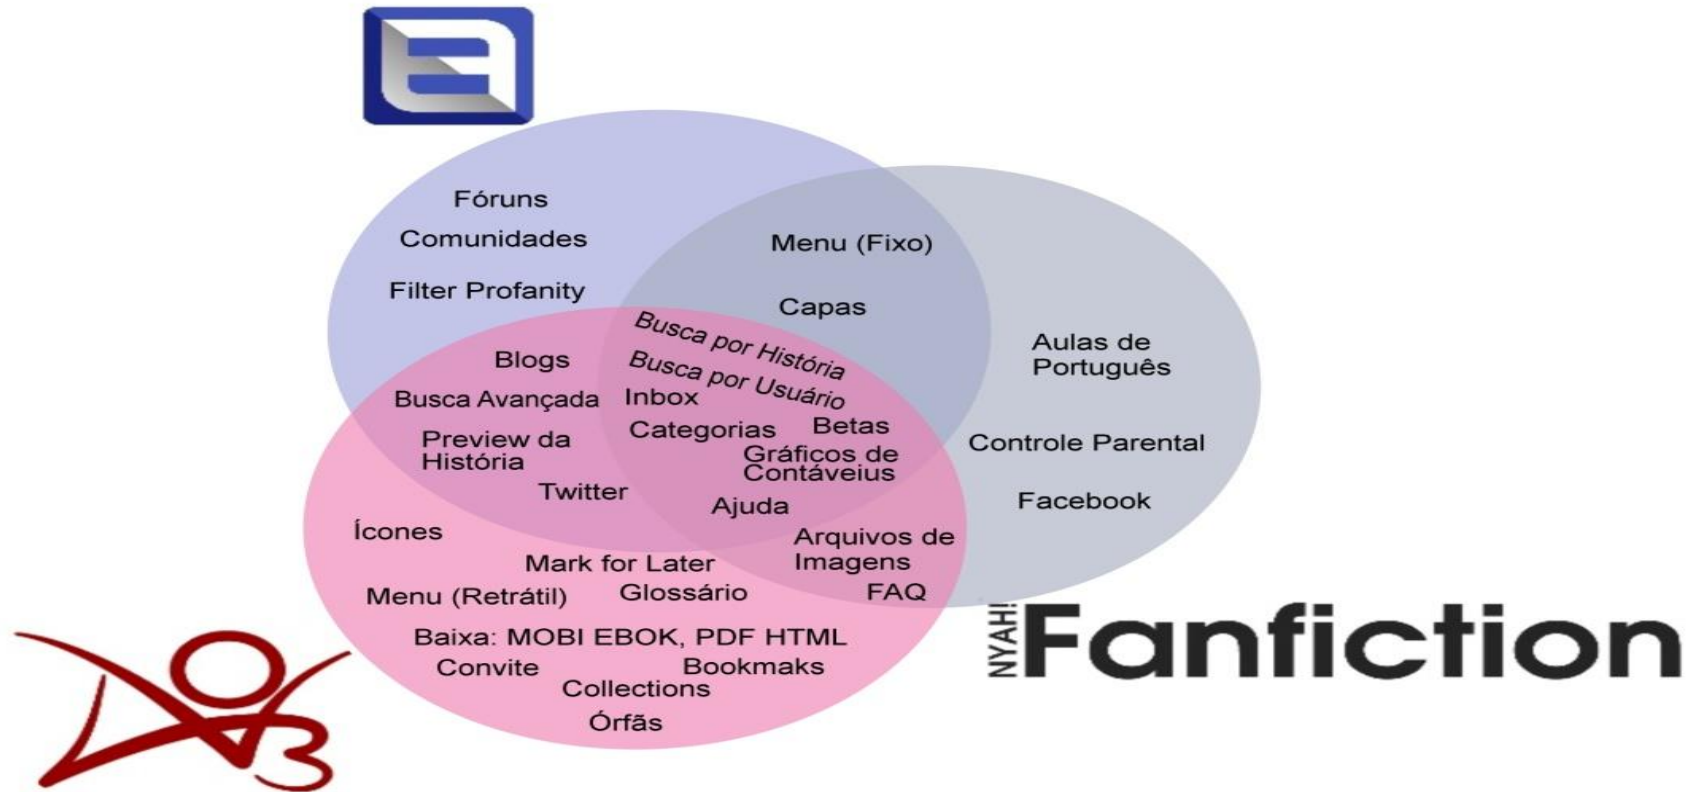 Fóruns
Comunidades
Filter Profanity
Menu (Fixo)
Capas
Busca por História
Busca por Usuário
Blogs
Busca Avançada
Inbox
Preview da
História
Categorias
Betas
Gráficos de
Contáveius
Twitter
Ajuda
Aulas de
Português
Controle Parental
Facebook
Ícones
Arquivos de
Imagens
Mark for Later
FAQ
Menu (Retrátil)
Glossário
Baixa: MOBI EBOK, PDF HTML
Convite
Bookmaks
Collections
Órfãs
NYAH!
Fanfiction
AO3